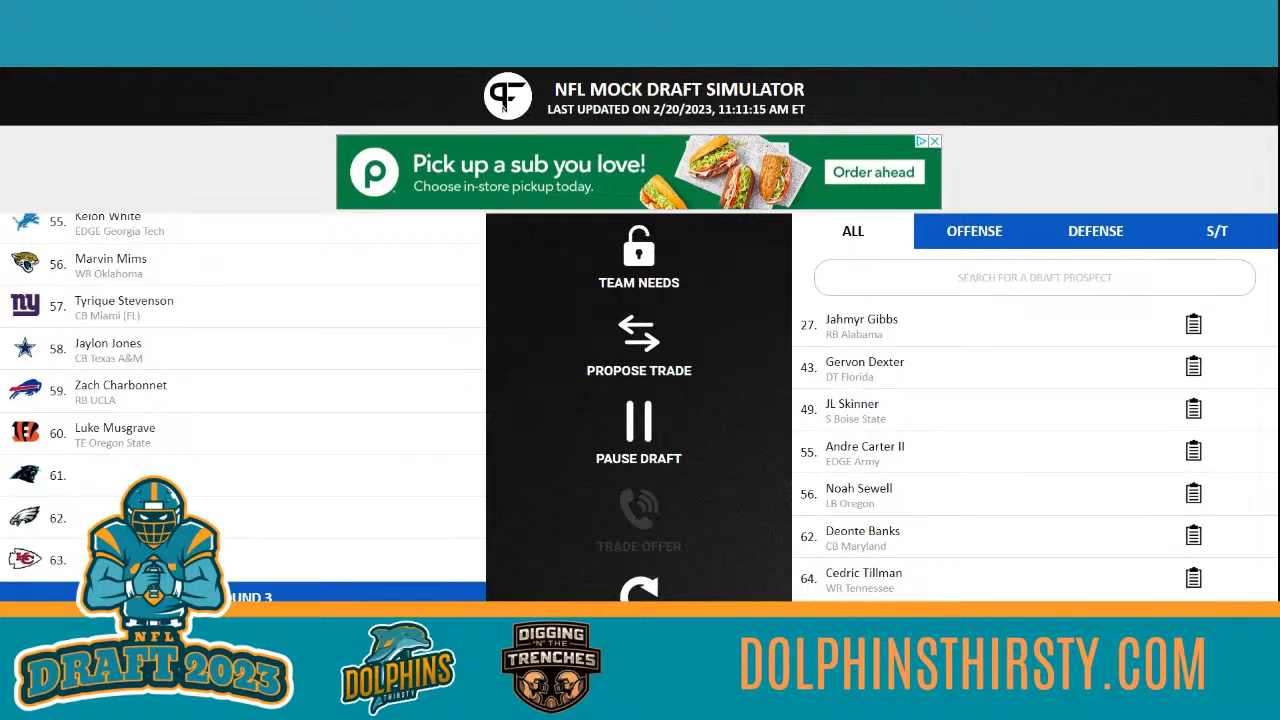 NFL MOCK DRAFT SIMULATOR
LAST UPDATED ON 2/20/2023, 11:11:15 AM ET
Pick up a sub you love!
Choose in-store pickup today.
Order ahead
55. Keion White
EDGE Georgia Tech
56. Marvin Mims
WR Oklahoma
57. Tyrique Stevenson
CB Miami (FL)
58. Jaylon Jones
CB Texas A&M
59. Zach Charbonnet
RB UCLA
60. Luke Musgrave
TE Oregon State
61.
62.
63.
UND 3
TEAM NEEDS
PROPOSE TRADE
PAUSE DRAFT
TRADE OFFER
ALL OFFENSE DEFENSE S/T
SEARCH FOR A DRAFT PROSPECT
27. Jahmyr Gibbs
RB Alabama
43. Gervon Dexter
DT Florida
49. JL Skinner
S Boise State
55. Andre Carter II
EDGE Army
56. Noah Sewell
LB Oregon
62. Deonte Banks
CB Maryland
64. Cedric Tillman
WR Tennessee
NFL
DRAFT 2023
DOLPHINS
THIRSTY
DIGGING
"N" THE
TRENCHES
DOLPHINSTHIRSTY.COM